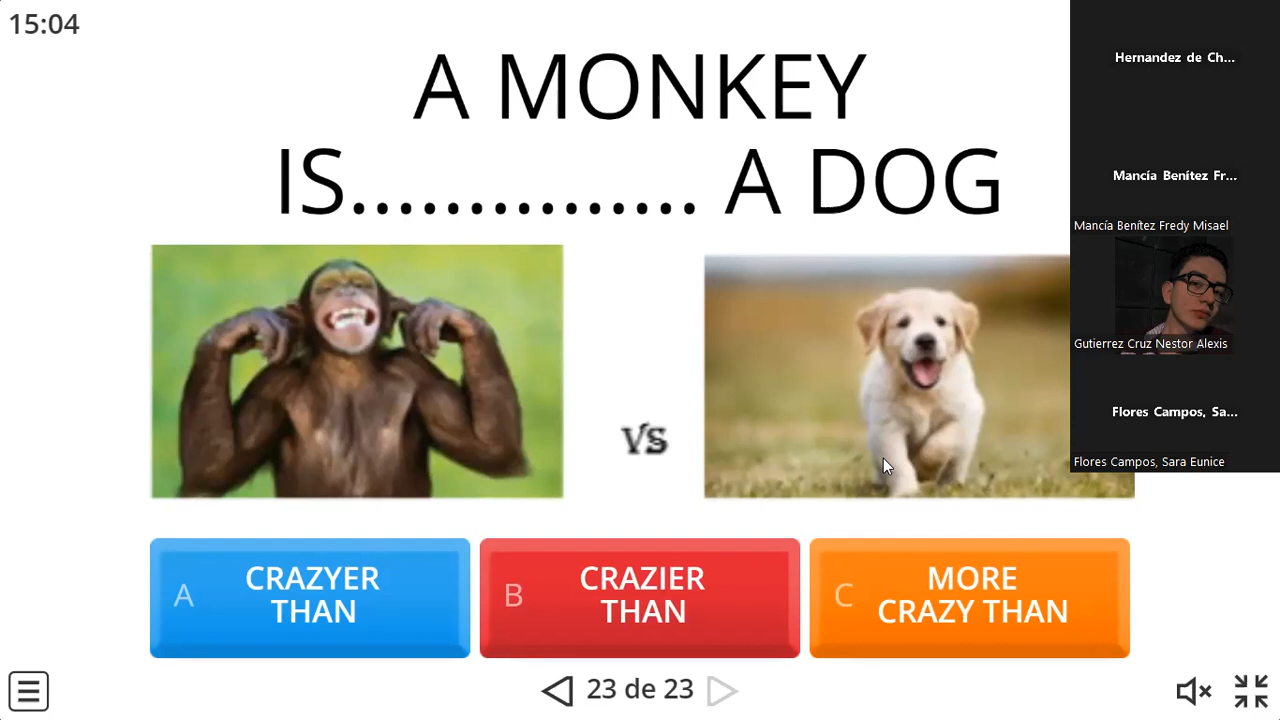 15:04
A MONKEY
IS............... A DOG
VS
A
CRAZYER
THAN
B
CRAZIER
THAN
C
MORE
CRAZY THAN
23 de 23
Hernandez de Ch...
Mancía Benítez Fr...
Mancía Benítez Fredy Misael
Gutierrez Cruz Nestor Alexis
Flores Campos, Sa...
Flores Campos, Sara Eunice